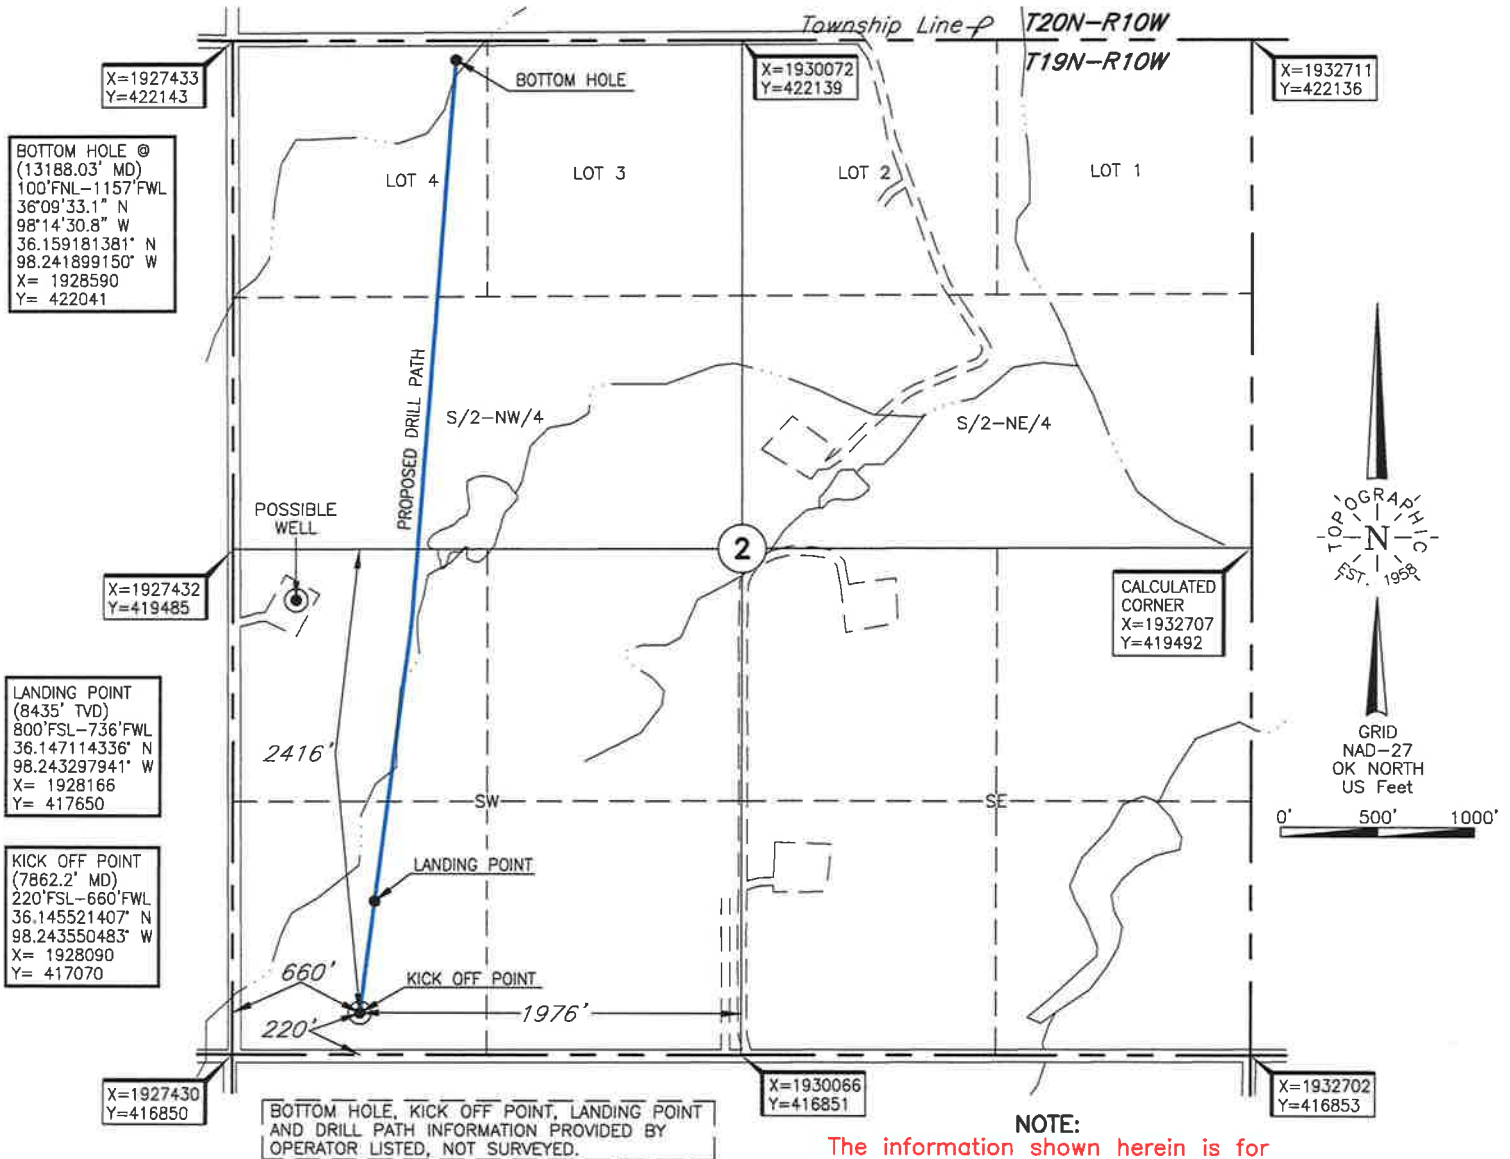 Township Line
T20N-R10W
T19N-R10W
X=1927433
Y=422143
BOTTOM HOLE
X=1930072
Y=422139
X=1932711
Y=422136
BOTTOM HOLE @
(13188.03' MD)
100'FNL-1157'FWL
36°09'33.1" N
98°14'30.8" W
36.159181381° N
98.241899150° W
X= 1928590
Y= 422041
LOT 4
LOT 3
LOT 2
LOT 1
PROPOSED DRILL PATH
S/2-NW/4
S/2-NE/4
POSSIBLE
WELL
2
TOPOGRAPHIC
N
EST. 1958
X=1927432
Y=419485
CALCULATED
CORNER
X=1932707
Y=419492
LANDING POINT
(8435' TVD)
800'FSL-736'FWL
36.147114336° N
98.243297941° W
X= 1928166
Y= 417650
2416'
GRID
NAD-27
OK NORTH
US Feet
0' 500' 1000'
SW
SE
LANDING POINT
KICK OFF POINT
(7862.2' MD)
220'FSL-660'FWL
36.145521407° N
98.243550483° W
X= 1928090
Y= 417070
660'
KICK OFF POINT
1976'
220'
X=1927430
Y=416850
X=1930066
Y=416851
X=1932702
Y=416853
BOTTOM HOLE, KICK OFF POINT, LANDING POINT
AND DRILL PATH INFORMATION PROVIDED BY
OPERATOR LISTED, NOT SURVEYED.
NOTE:
The information shown herein is for